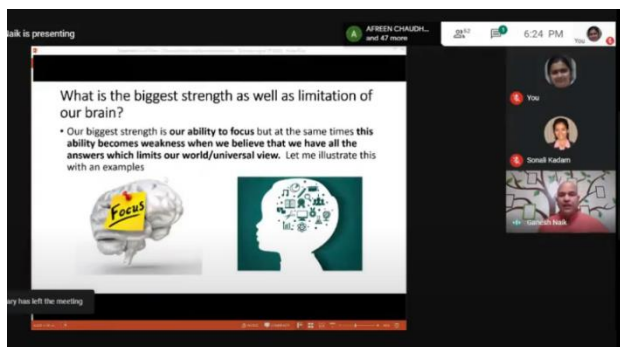 Naik is presenting
A
AFREEN CHAUDH...
and 47 more
52
6:24 PM
You
What is the biggest strength as well as limitation of
our brain?
• Our biggest strength is our ability to focus but at the same times this
ability becomes weakness when we believe that we have all the
answers which limits our world/universal view. Let me illustrate this
with an examples
Focus
You
Sonali Kadam
Ganesh Naik
ary has left the meeting